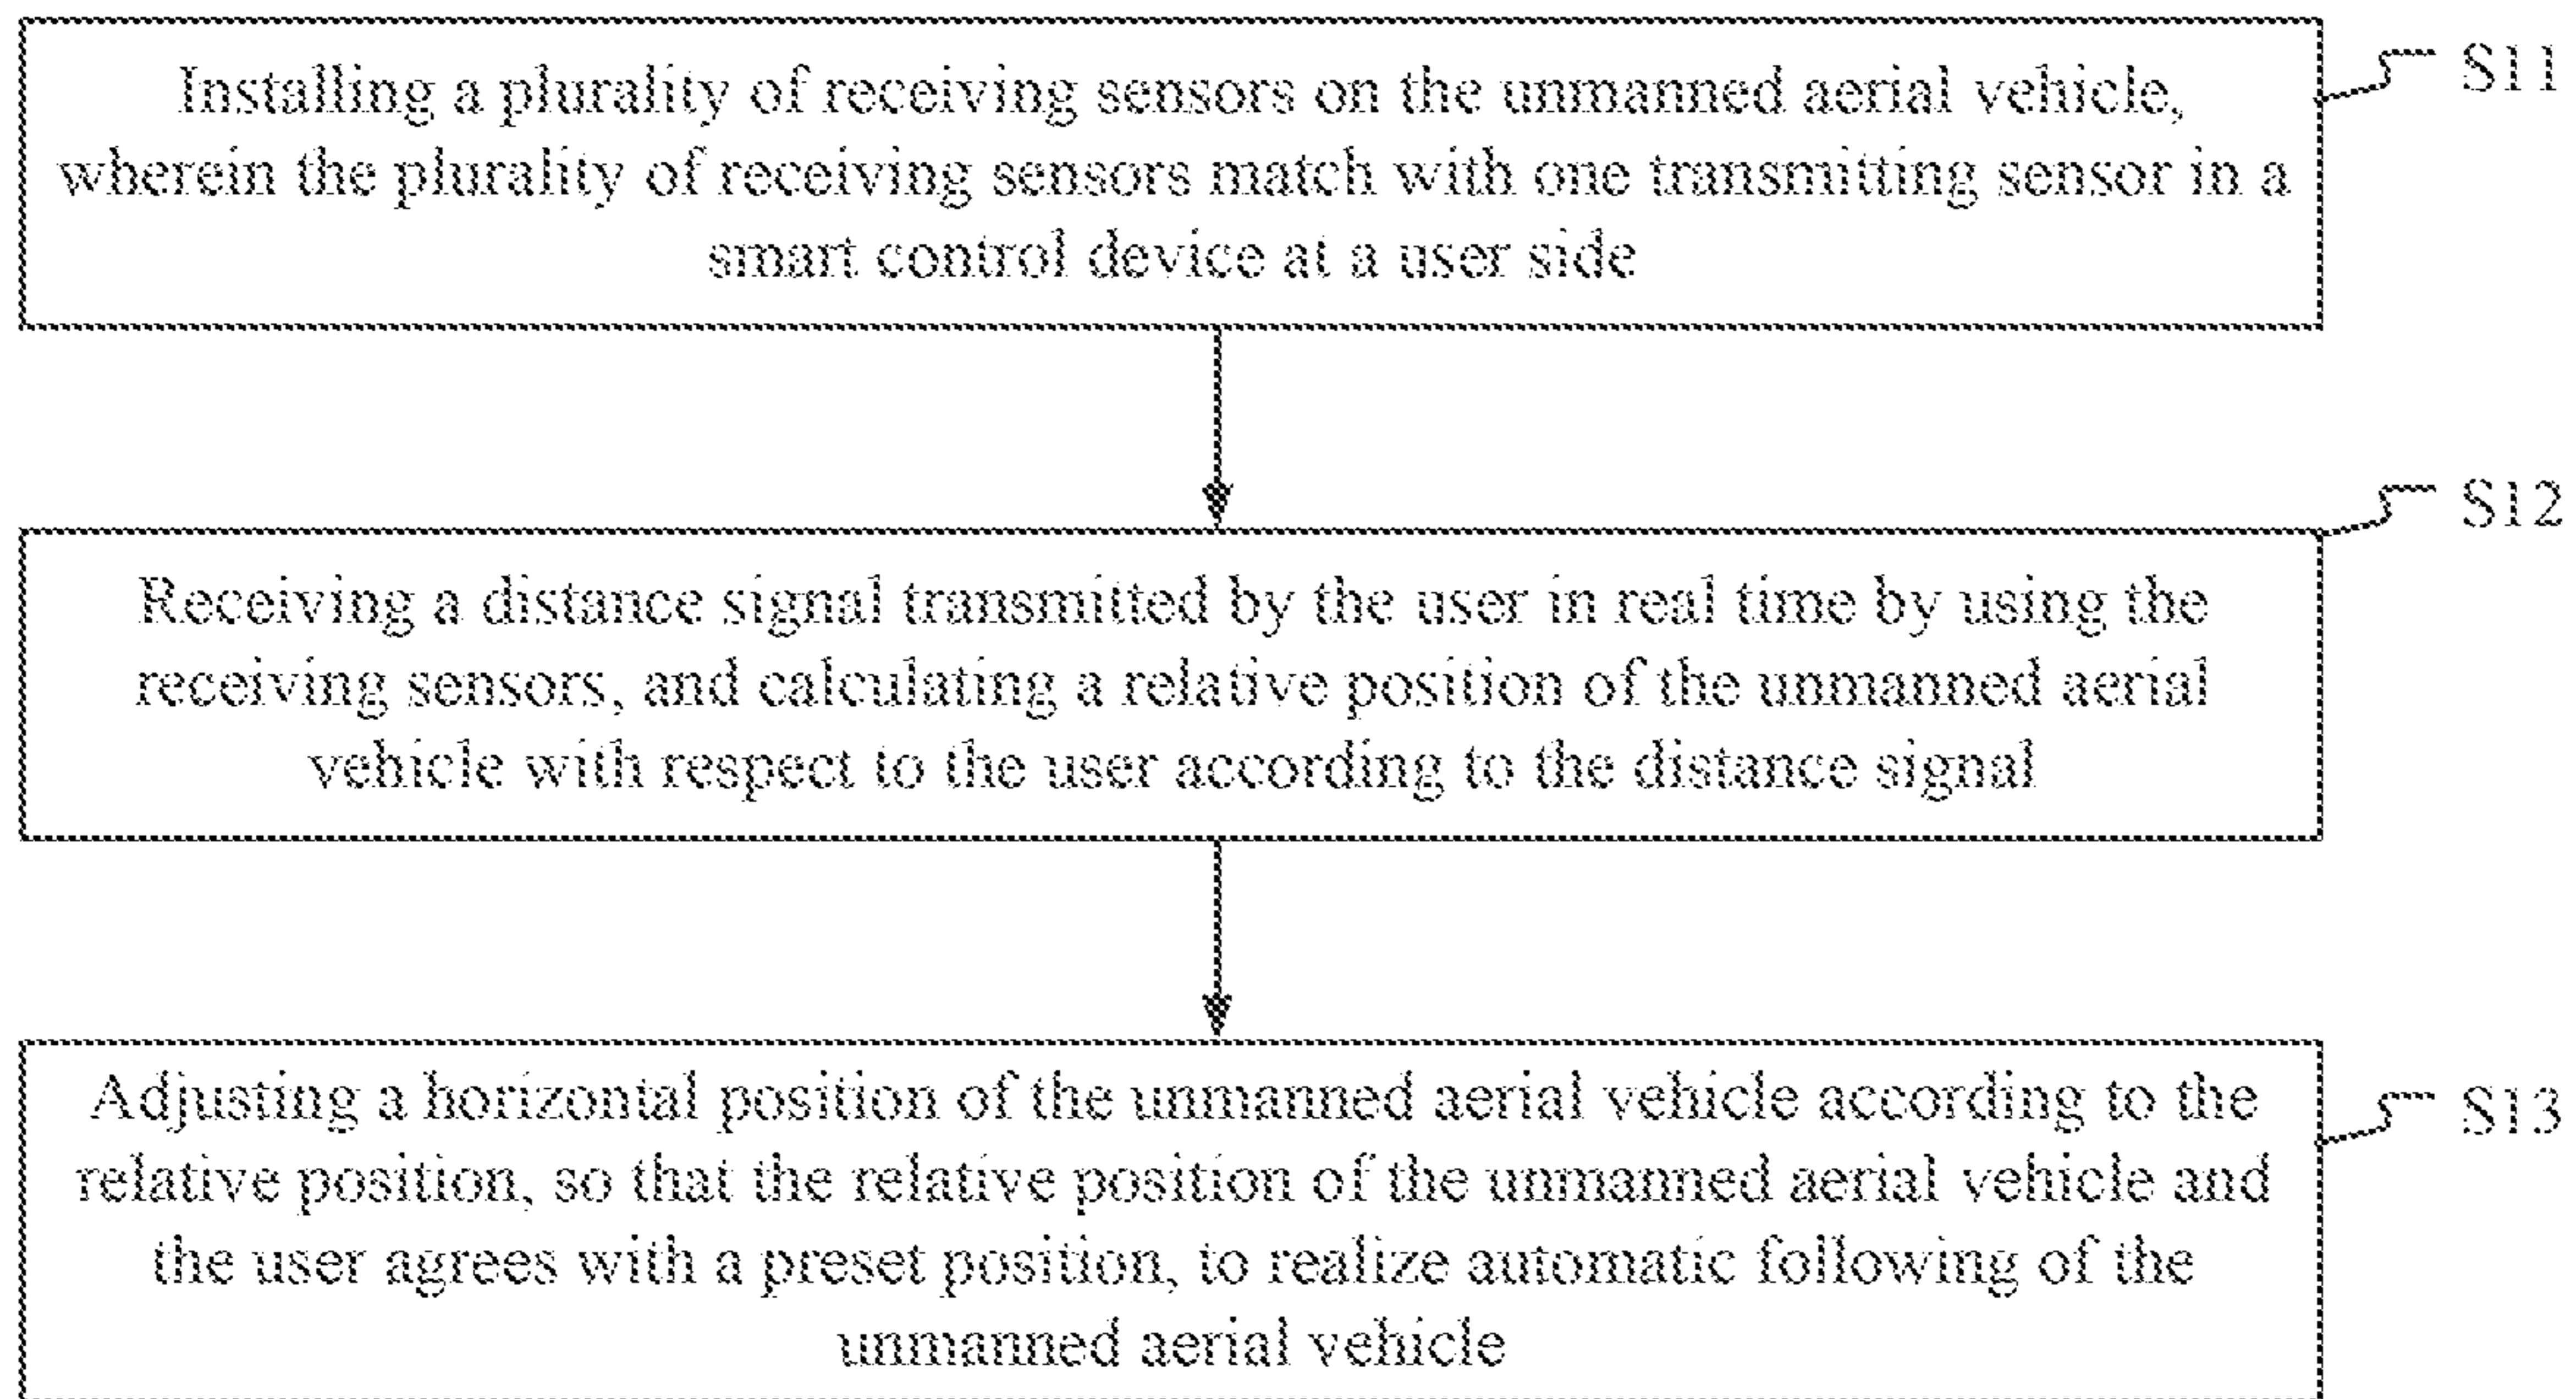 Installing a plurality of receiving sensors on the unmanned aerial vehicle,
wherein the plurality of receiving sensors match with one transmitting sensor in a
smart control device at a user side
S11
Receiving a distance signal transmitted by the user in real time by using the
receiving sensors, and calculating a relative position of the unmanned aerial
vehicle with respect to the user according to the distance signal
S12
Adjusting a horizontal position of the unmanned aerial vehicle according to the
relative position, so that the relative position of the unmanned aerial vehicle and
the user agrees with a preset position, to realize automatic following of the
unmanned aerial vehicle
S13